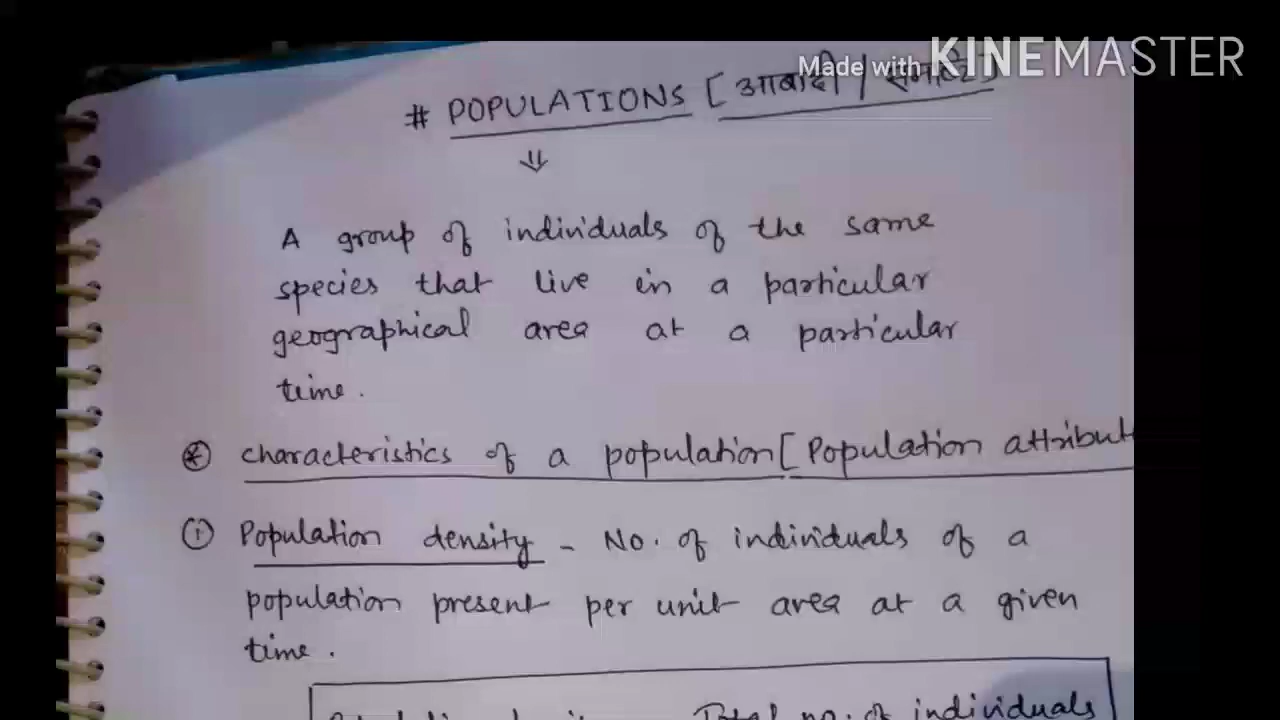 Made with KINEMASTER
# POPULATIONS [आबादी / समष्टि]
A group of individuals of the same
species that live in a particular
geographical area at a particular
time.
* characteristics of a population [Population attribut
① Population density - No. of individuals of a
population present per unit area at a given
time.
Total no. of individuals